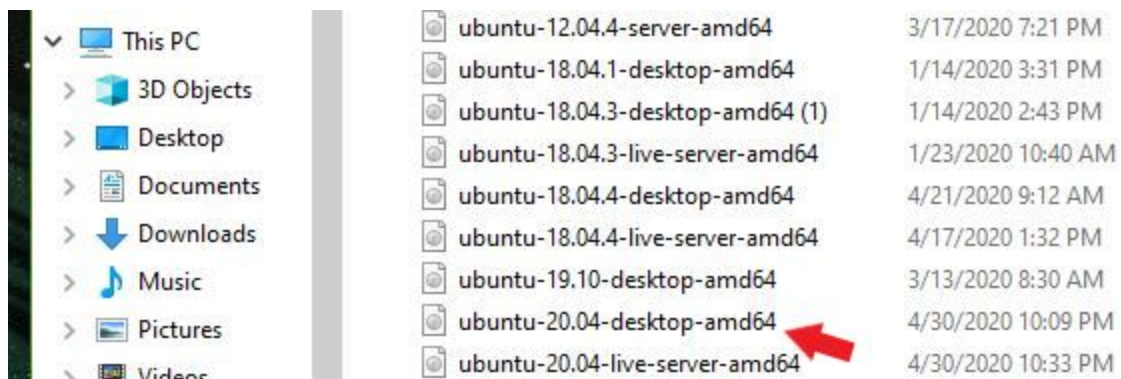 This PC
3D Objects
Desktop
Documents
Downloads
Music
Pictures
Videos
ubuntu-12.04.4-server-amd64 3/17/2020 7:21 PM
ubuntu-18.04.1-desktop-amd64 1/14/2020 3:31 PM
ubuntu-18.04.3-desktop-amd64 (1) 1/14/2020 2:43 PM
ubuntu-18.04.3-live-server-amd64 1/23/2020 10:40 AM
ubuntu-18.04.4-desktop-amd64 4/21/2020 9:12 AM
ubuntu-18.04.4-live-server-amd64 4/17/2020 1:32 PM
ubuntu-19.10-desktop-amd64 3/13/2020 8:30 AM
ubuntu-20.04-desktop-amd64 4/30/2020 10:09 PM
ubuntu-20.04-live-server-amd64 4/30/2020 10:33 PM